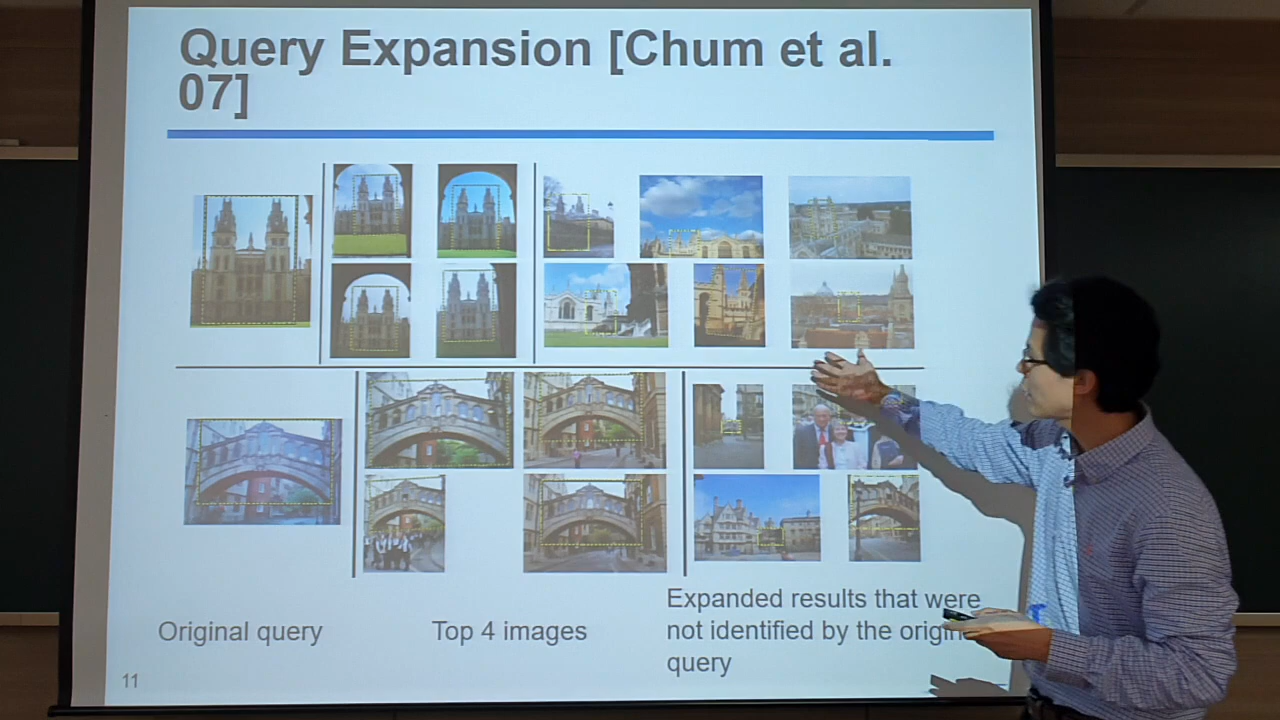 Query Expansion [Chum et al.
07]
Original query
Top 4 images
Expanded results that were
not identified by the original
query
11